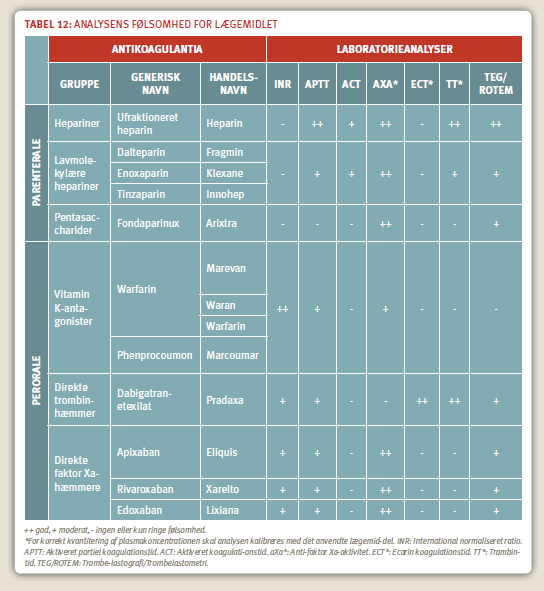 TABEL 12: ANALYSENS FØLSOMHED FOR LÆGEMIDLET
ANTIKOAGULANTIA LABORATORIEANALYSER
GRUPPE GENERISK NAVN HANDELS-NAVN INR APTT ACT AXA* ECT* TT* TEG/ROTEM
PARENTERALE
Hepariner Ufraktioneret heparin Heparin - ++ + ++ - ++ ++
Lavmole-
kylære
hepariner
Dalteparin Fragmin
Enoxaparin Klexane - + + ++ - + +
Tinzaparin Innohep
Pentasac-
charider
Fondaparinux Arixtra - - - ++ - - +
PERORALE
Vitamin
K-anta-
gonister
Warfarin Marevan
Waran ++ + - + - - -
Warfarin
Phenprocoumon Marcoumar
Direkte
trombin-
hæmmer
Dabigatran-
etexilat
Pradaxa + + - - ++ ++ +
Direkte
faktor Xa-
hæmmere
Apixaban Eliquis + + - ++ - - +
Rivaroxaban Xarelto + + - ++ - - +
Edoxaban Lixiana + + - ++ - - +
++ god, + moderat, - ingen eller kun ringe følsomhed.
*For korrekt kvantitering af plasmakoncentrationen skal analysen kalibreres med det anvendte lægemid-del. INR: International normaliseret ratio.
APTT: Aktiveret partiel koagulationstid. ACT: Aktiveret koagulati-onstid. aXa*: Anti-faktor Xa-aktivitet. ECT*: Ecarin koagulationstid. TT*: Trombin-
tid. TEG/ROTEM: Trombe-lastografi/Trombelastometri.